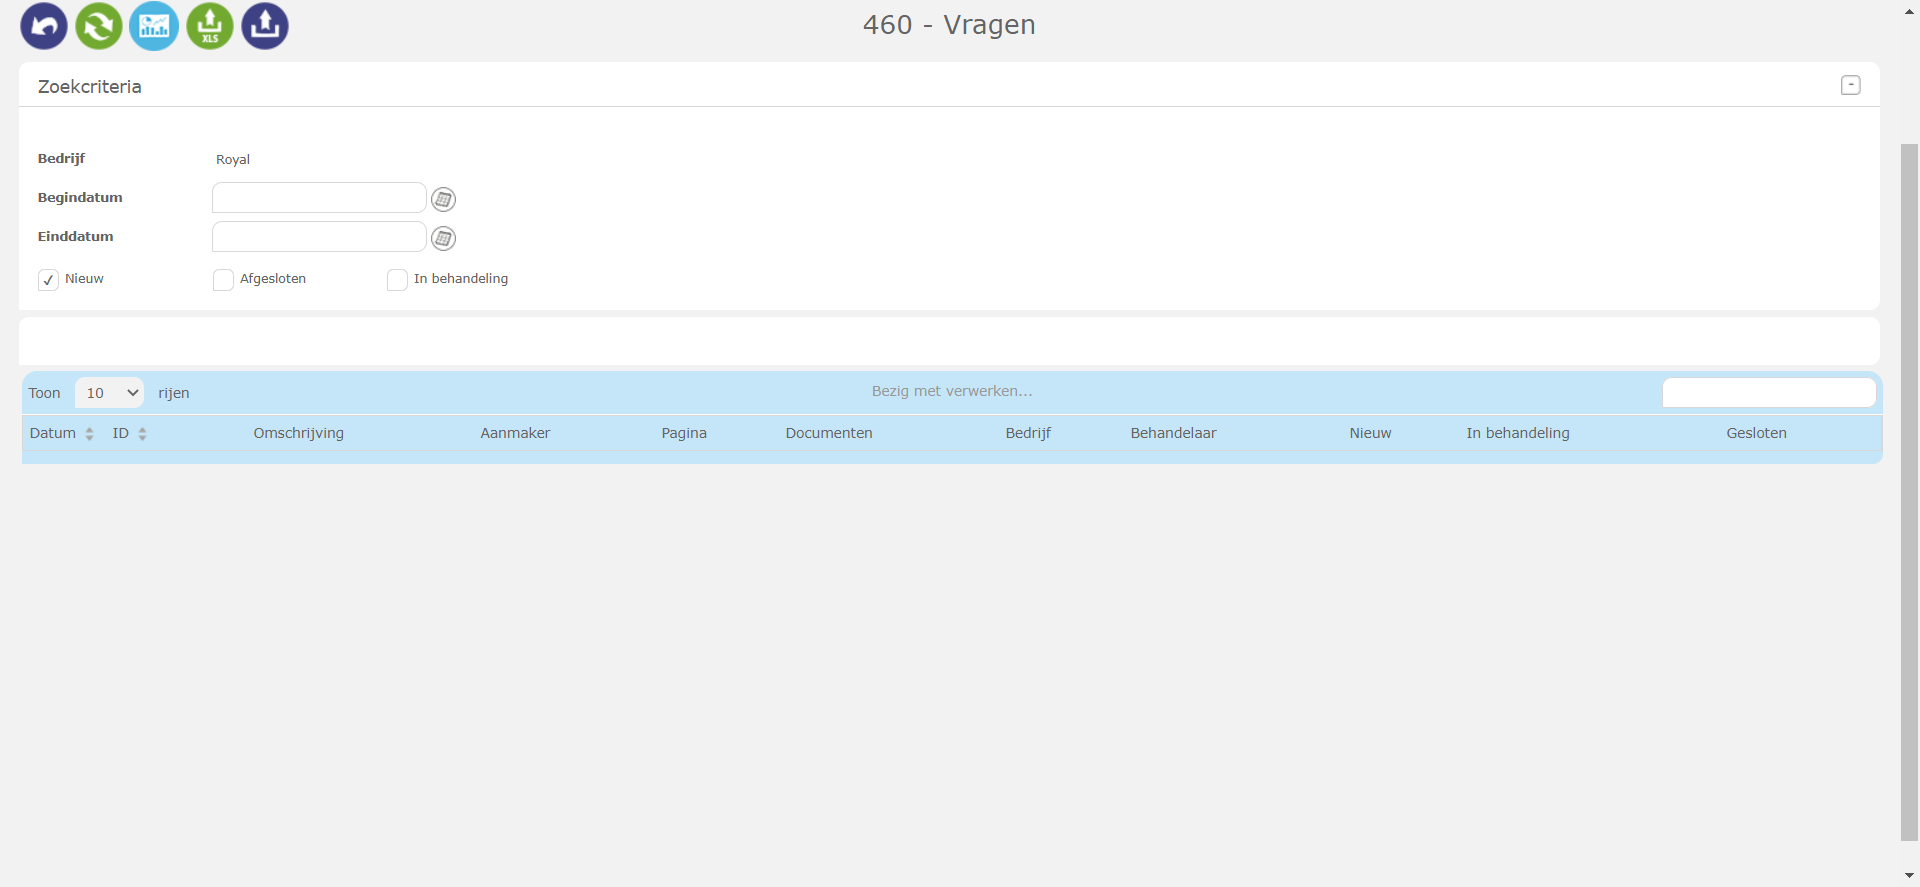 XLS
460 - Vragen
Zoekcriteria
-
Bedrijf Royal
Begindatum
Einddatum
Nieuw Afgesloten In behandeling
Toon 10 rijen Bezig met verwerken...
Datum ID Omschrijving Aanmaker Pagina Documenten Bedrijf Behandelaar Nieuw In behandeling Gesloten